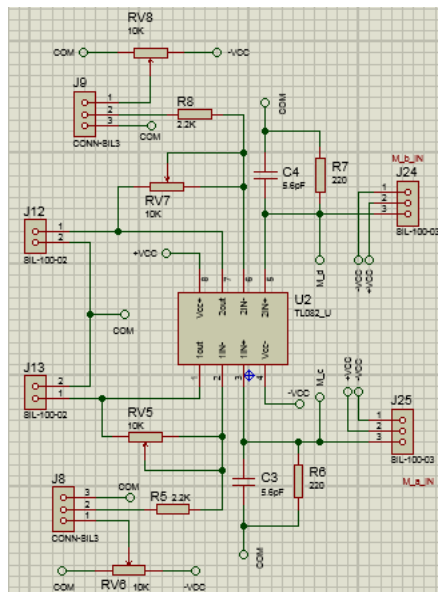 RV8
10K
COM
-VCC
J9
1
2
3
CONN-SIL3
COM
R8
2.2K
COM
C4
5.6pF
R7
220
M_b_IN
J24
1
2
3
SIL-100-03
RV7
10K
J12
1
2
SIL-100-02
+VCC
M_d
-VCC
+VCC
8
7
6
5
Vcc+
2out
2IN-
2IN+
U2
TL082_U
1out
1IN-
1IN+
Vcc-
1
2
3
4
COM
J13
2
1
SIL-100-02
-VCC
M_c
+VCC
-VCC
J25
1
2
3
SIL-100-03
M_a_IN
RV5
10K
J8
3
2
1
CONN-SIL3
COM
R5
2.2K
C3
5.6pF
R6
220
COM
COM
RV6
10K
-VCC